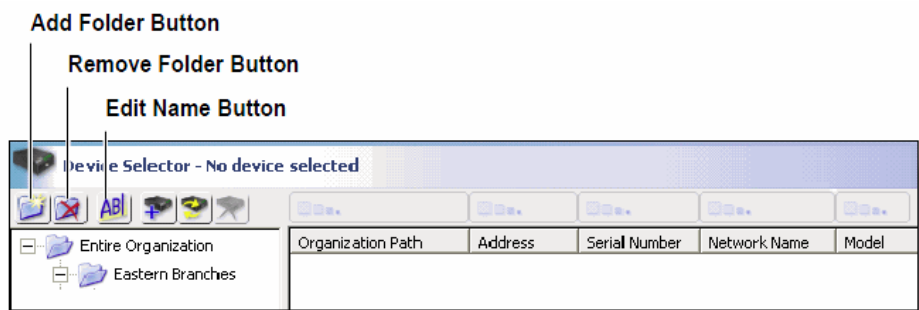 Add Folder Button
Remove Folder Button
Edit Name Button
Device Selector - No device selected
ABl
Entire Organization
Eastern Branches
Organization Path Address Serial Number Network Name Model